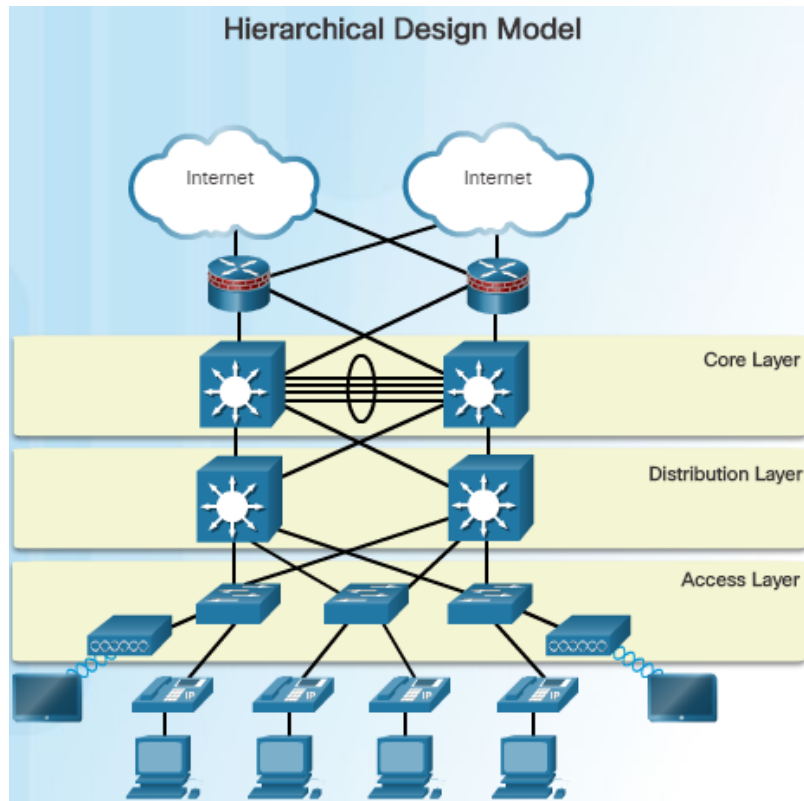 Hierarchical Design Model
Internet
Internet
Core Layer
Distribution Layer
Access Layer
IP
IP
IP
IP